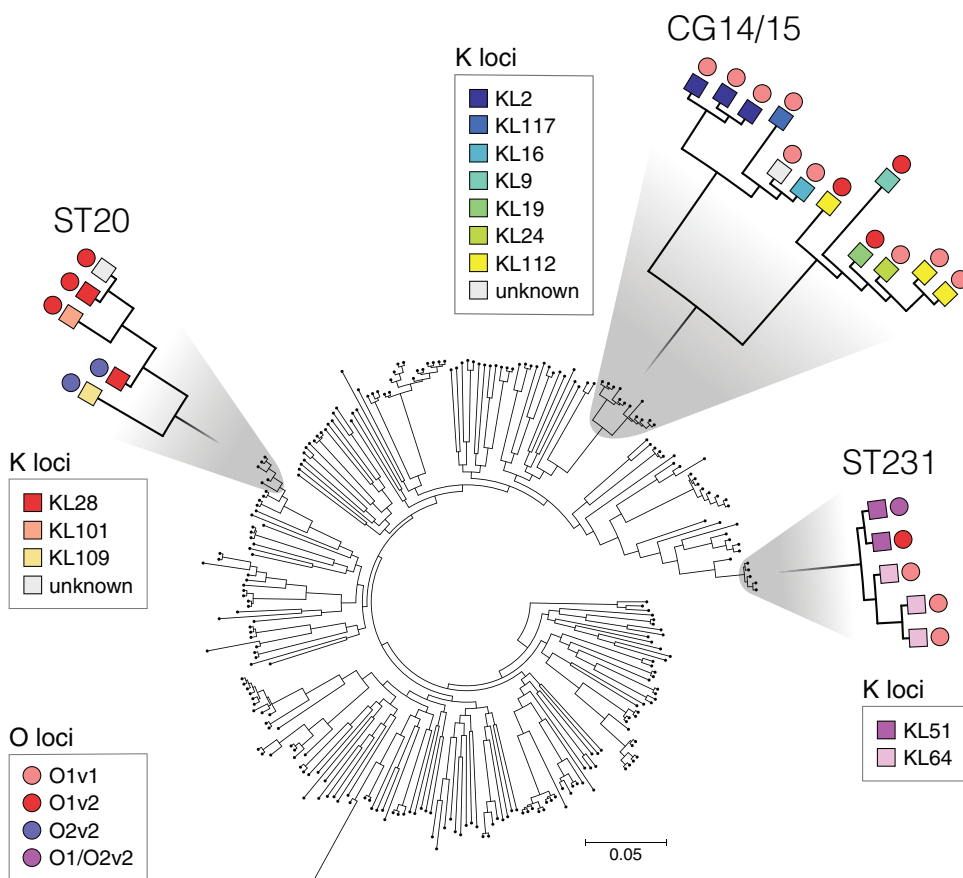 CG14/15
K loci
KL2
KL117
KL16
KL9
KL19
KL24
KL112
unknown
ST20
K loci
KL28
KL101
KL109
unknown
ST231
K loci
KL51
KL64
O loci
O1v1
O1v2
O2v2
O1/O2v2
0.05